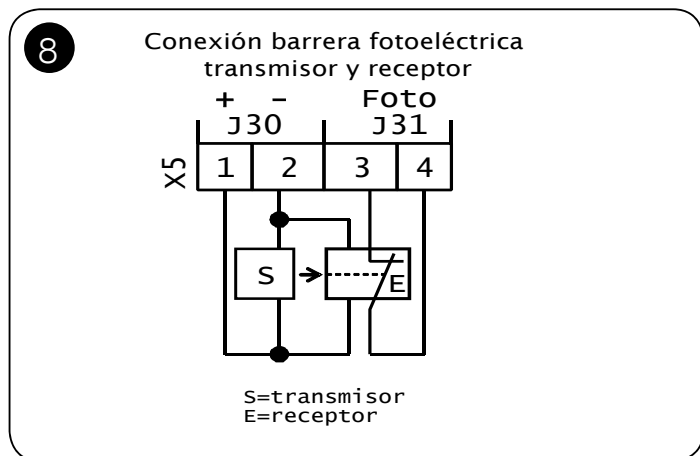 8
Conexión barrera fotoeléctrica
transmisor y receptor
+ - Foto
J30 J31
X5 1 2 3 4
S E
S=transmisor
E=receptor